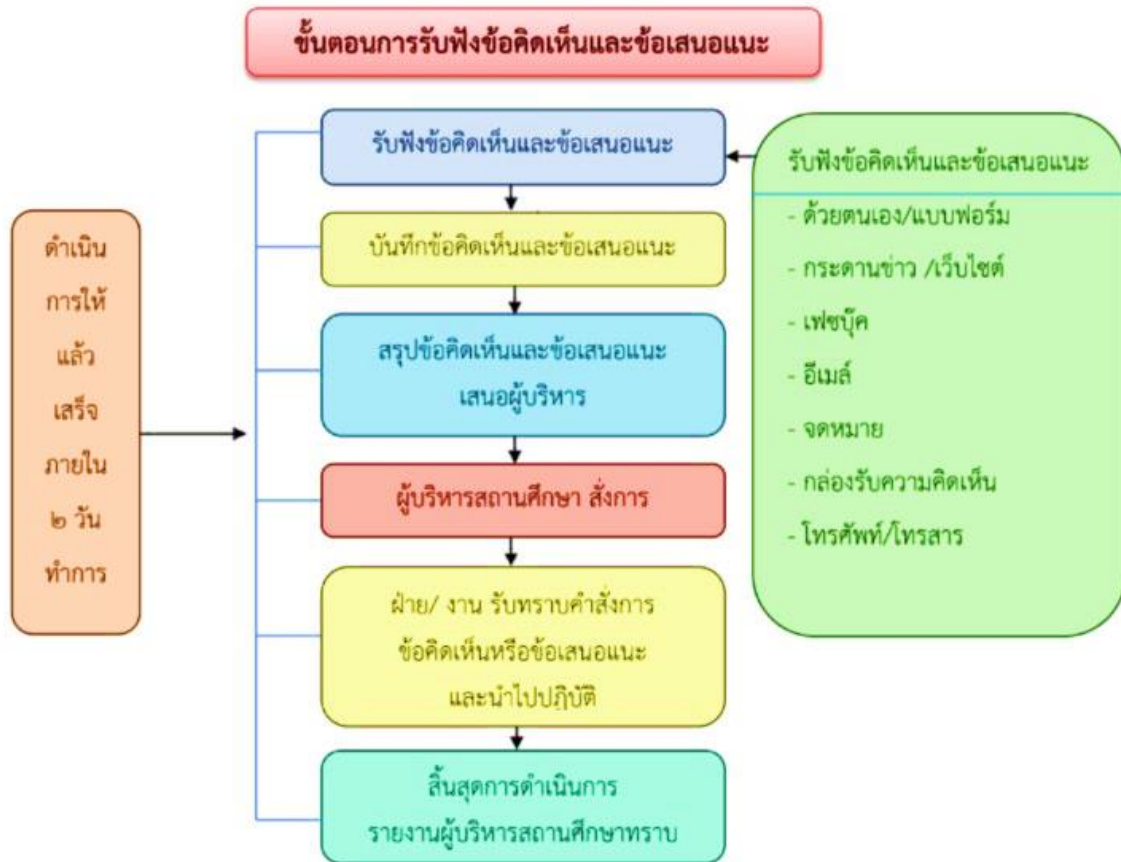 ขั้นตอนการรับฟังข้อคิดเห็นและข้อเสนอแนะ
ดำเนิน
การให้
แล้ว
เสร็จ
ภายใน
๒ วัน
ทำการ
รับฟังข้อคิดเห็นและข้อเสนอแนะ
บันทึกข้อคิดเห็นและข้อเสนอแนะ
สรุปข้อคิดเห็นและข้อเสนอแนะ
เสนอผู้บริหาร
ผู้บริหารสถานศึกษา สั่งการ
ฝ่าย/ งาน รับทราบคำสั่งการ
ข้อคิดเห็นหรือข้อเสนอแนะ
และนำไปปฏิบัติ
สิ้นสุดการดำเนินการ
รายงานผู้บริหารสถานศึกษาทราบ
รับฟังข้อคิดเห็นและข้อเสนอแนะ
- ด้วยตนเอง/แบบฟอร์ม
- กระดานข่าว /เว็บไซต์
- เฟซบุ๊ค
- อีเมล์
- จดหมาย
- กล่องรับความคิดเห็น
- โทรศัพท์/โทรสาร